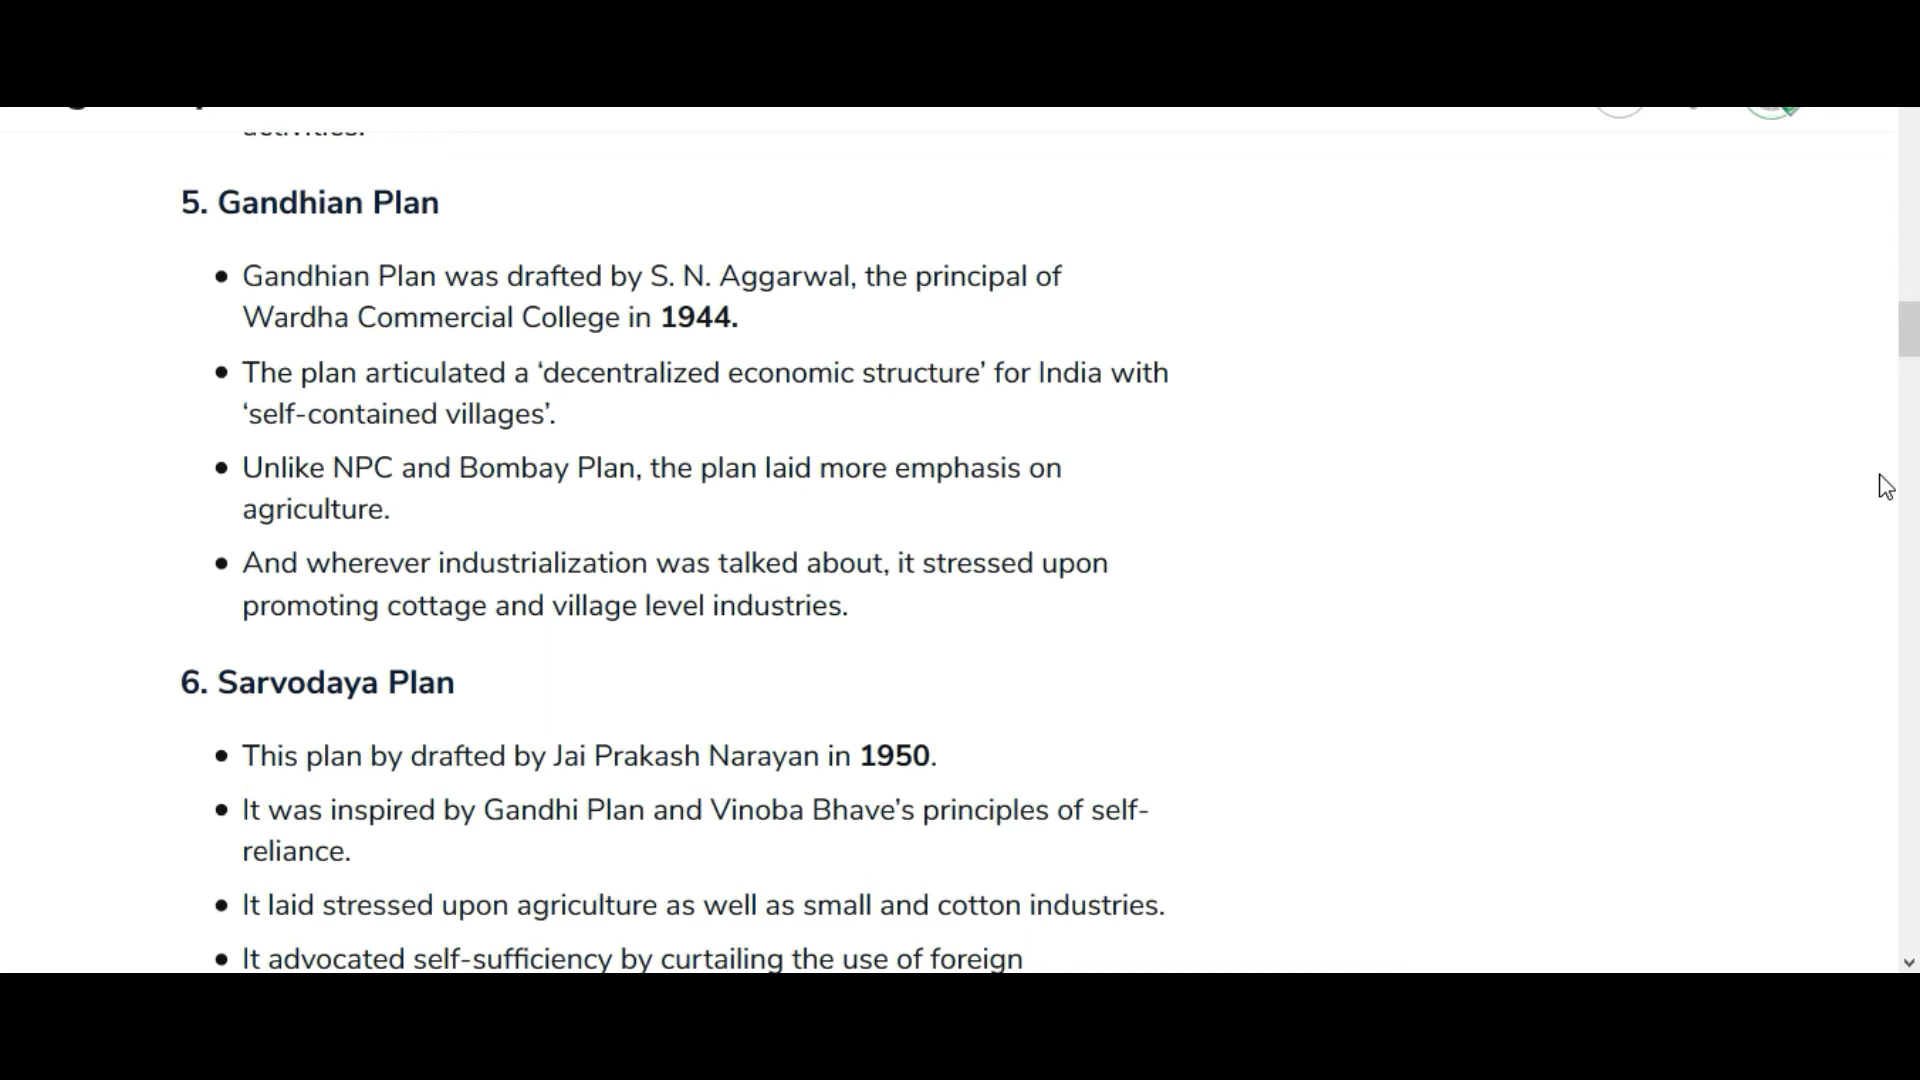 activities.
5. Gandhian Plan
• Gandhian Plan was drafted by S. N. Aggarwal, the principal of
Wardha Commercial College in 1944.
• The plan articulated a ‘decentralized economic structure’ for India with
‘self-contained villages’.
• Unlike NPC and Bombay Plan, the plan laid more emphasis on
agriculture.
• And wherever industrialization was talked about, it stressed upon
promoting cottage and village level industries.
6. Sarvodaya Plan
• This plan by drafted by Jai Prakash Narayan in 1950.
• It was inspired by Gandhi Plan and Vinoba Bhave’s principles of self-
reliance.
• It laid stressed upon agriculture as well as small and cotton industries.
• It advocated self-sufficiency by curtailing the use of foreign